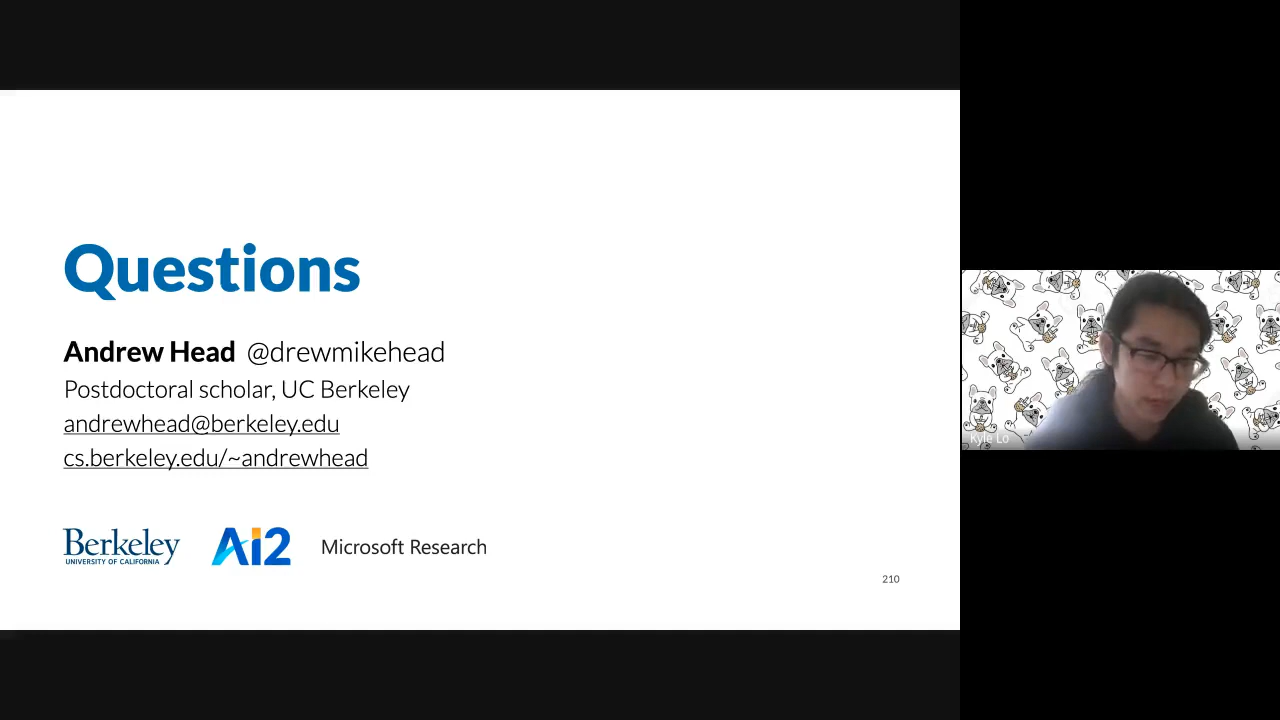 Questions
Andrew Head @drewmikehead
Postdoctoral scholar, UC Berkeley
andrewhead@berkeley.edu
cs.berkeley.edu/~andrewhead
Berkeley
UNIVERSITY OF CALIFORNIA
Ai2
Microsoft Research
210
Kyle Lo